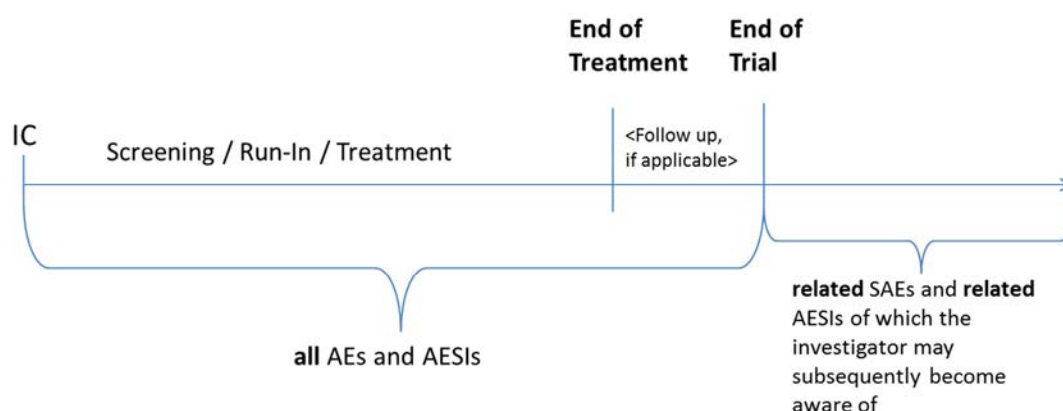 End of
Treatment
End of
Trial
IC
Screening / Run-In / Treatment
<Follow up,
if applicable>
all AEs and AESIs
related SAEs and related
AESIs of which the
investigator may
subsequently become
aware of